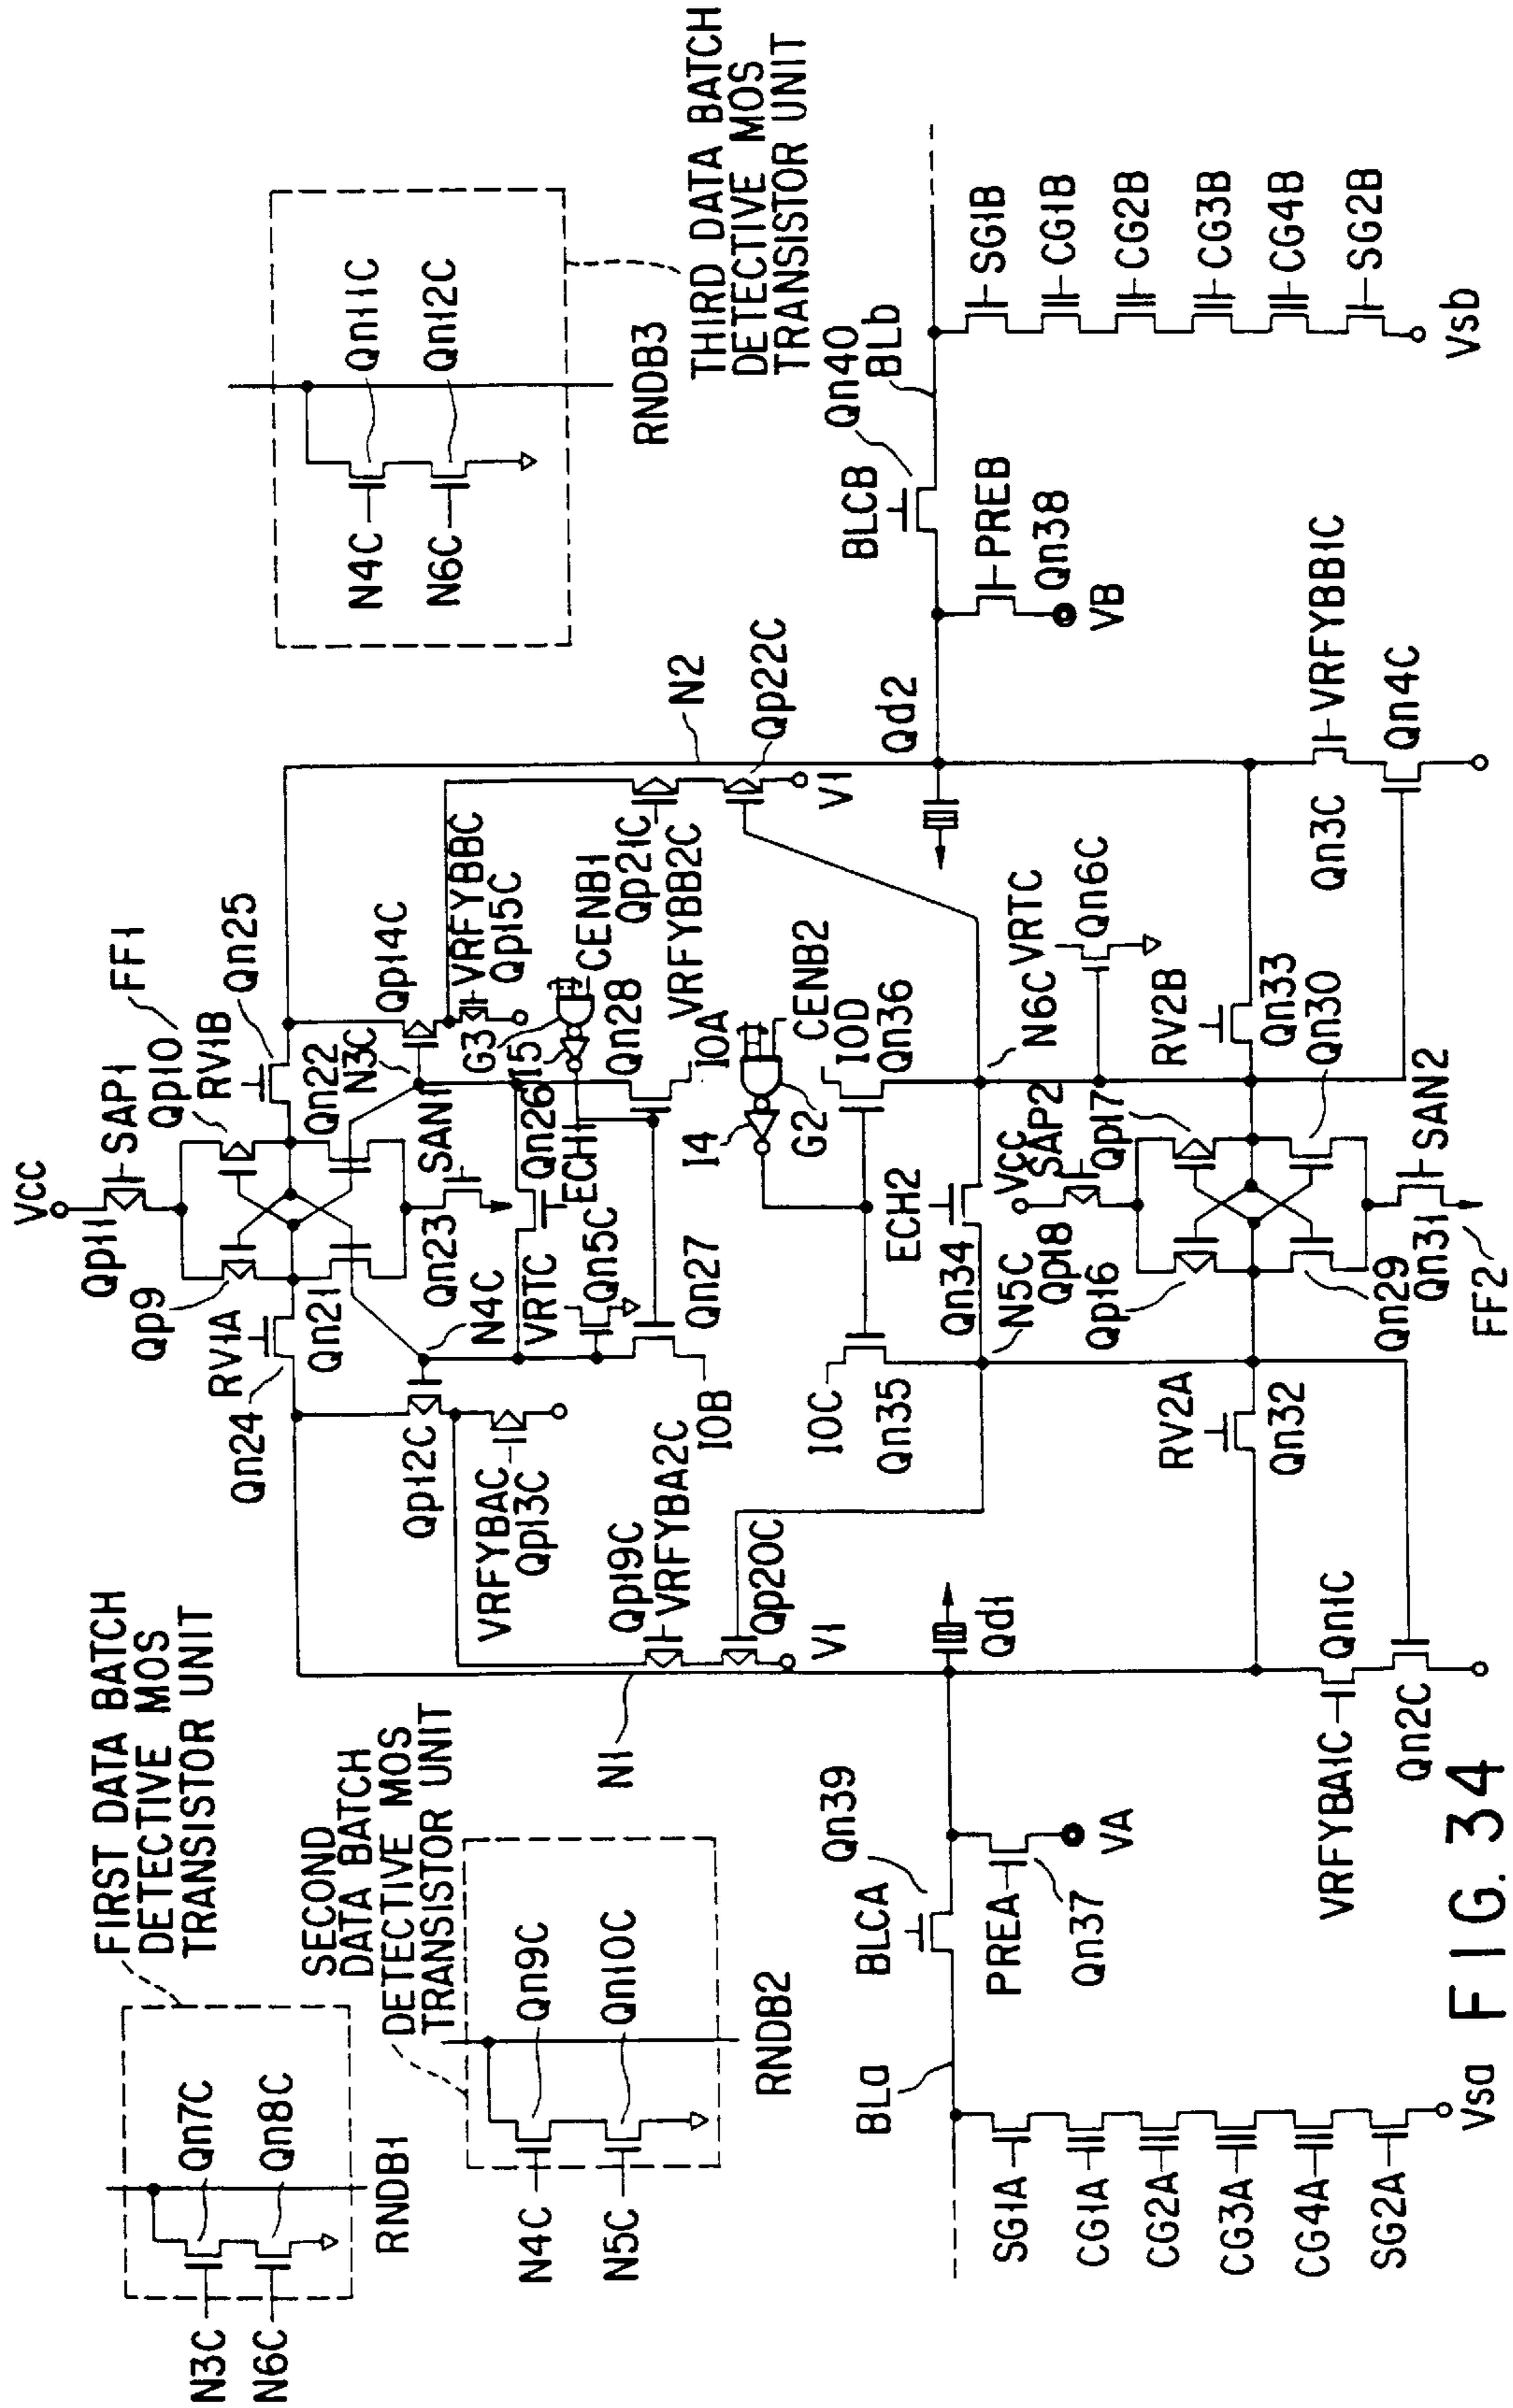 FIRST DATA BATCH
DETECTIVE MOS
TRANSISTOR UNIT
N3C
N6C
Qn7C
Qn8C
RNDB1
SECOND
DATA BATCH
DETECTIVE MOS
TRANSISTOR UNIT
N4C
N5C
Qn9C
Qn10C
RNDB2
THIRD DATA BATCH
DETECTIVE MOS
TRANSISTOR UNIT
N4C
N6C
Qn11C
Qn12C
RNDB3
VCC
Qp11
SAP1
FF1
Qp9
Qp10
RV1A
RV1B
Qn24
Qn25
Qn21
Qn22
N3C
Qn23
SAN1
Qp14C
VRFYBBC
Qp15C
N4C
VRTC
Qn5C
Qn26
ECH1
G3
I5
CENB1
Qn28
IOA
Qn27
IOB
Qp12C
VRFYBAC
Qp13C
Qp19C
VRFYBA2C
Qp20C
V1
N1
N2
Qp21C
VRFYBB2C
Qp22C
V1
I4
G2
CENB2
IOD
Qn36
IOC
Qn35
ECH2
Qn34
N5C
N6C
VRTC
Qn6C
Qd1
Qd2
BLa
BLCA
Qn39
PREA
Qn37
VA
BLCB
Qn40
BLb
PREB
Qn38
VB
SG1A
CG1A
CG2A
CG3A
CG4A
SG2A
Vsa
SG1B
CG1B
CG2B
CG3B
CG4B
SG2B
Vsb
VCC
SAP2
Qp18
Qp16
Qp17
RV2A
Qn32
RV2B
Qn33
Qn30
Qn29
Qn31
SAN2
FF2
VRFYBA1C
Qn1C
Qn2C
Qn3C
VRFYBB1C
Qn4C
FIG. 34